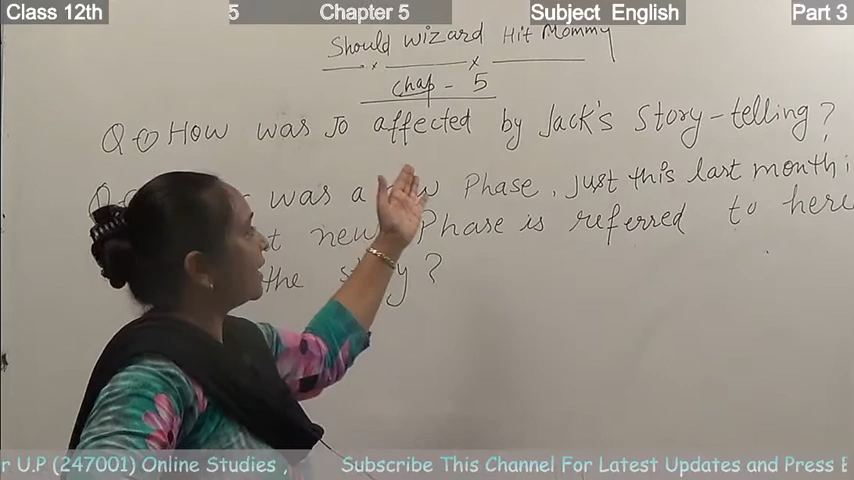 Class 12th 5 Chapter 5 Subject English Part 3
Should wizard Hit Mommy
Chap - 5
Q 1 How was Jo affected by Jack's Story-telling?
was a Phase, just this last month
new Phase is referred to here
the story?
r U.P (247001) Online Studies , Subscribe This Channel For Latest Updates and Press